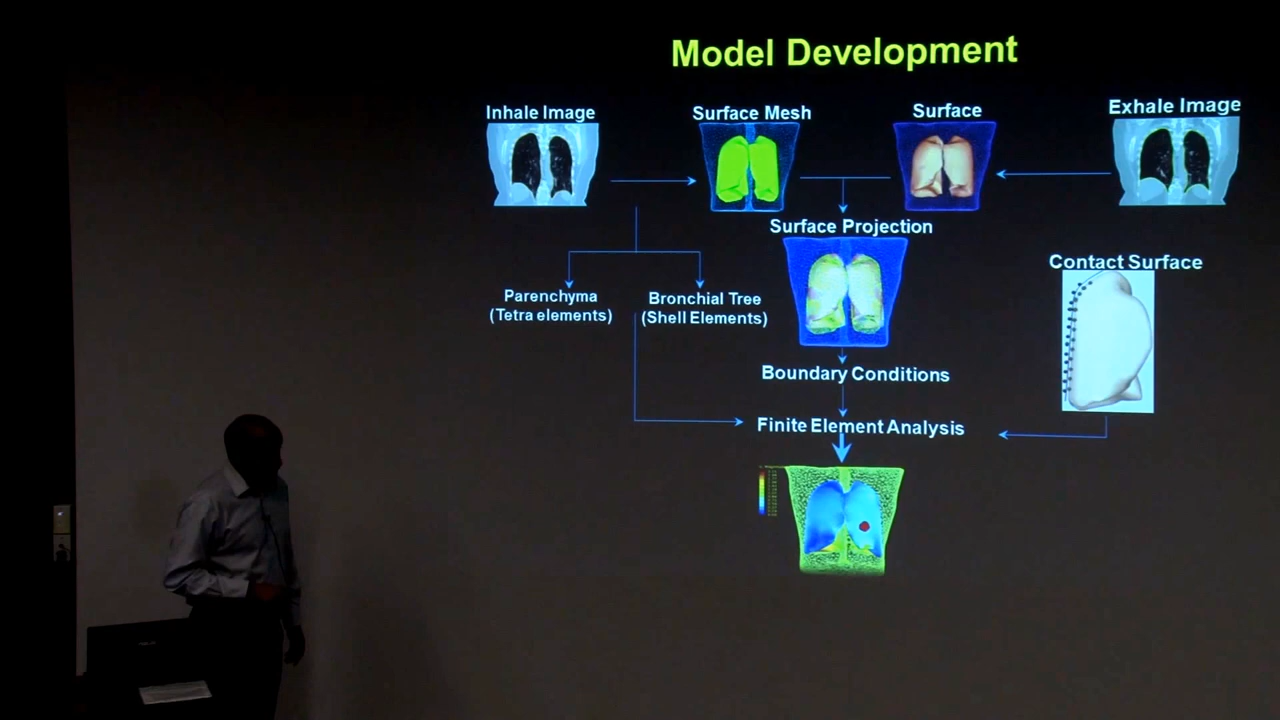 Model Development
Inhale Image
Surface Mesh
Surface
Exhale Image
Surface Projection
Contact Surface
Parenchyma
(Tetra elements)
Bronchial Tree
(Shell Elements)
Boundary Conditions
Finite Element Analysis